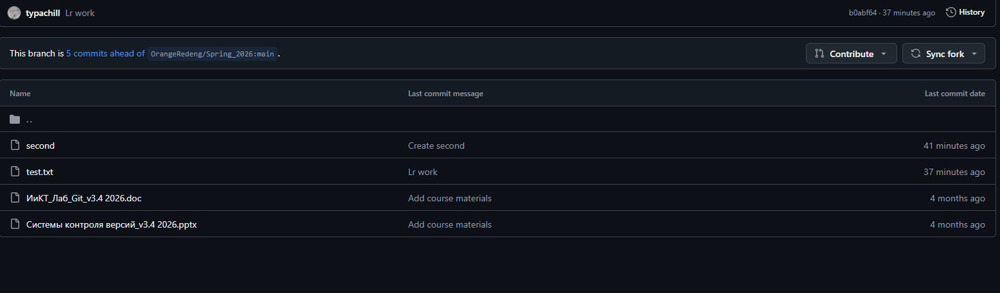 typachill Lr work b0abf64 · 37 minutes ago History
This branch is 5 commits ahead of OrangeRedeng/Spring_2026:main. Contribute Sync fork
Name Last commit message Last commit date
..
second Create second 41 minutes ago
test.txt Lr work 37 minutes ago
ИиКТ_Лаб_Git_v3.4 2026.doc Add course materials 4 months ago
Системы контроля версий_v3.4 2026.pptx Add course materials 4 months ago